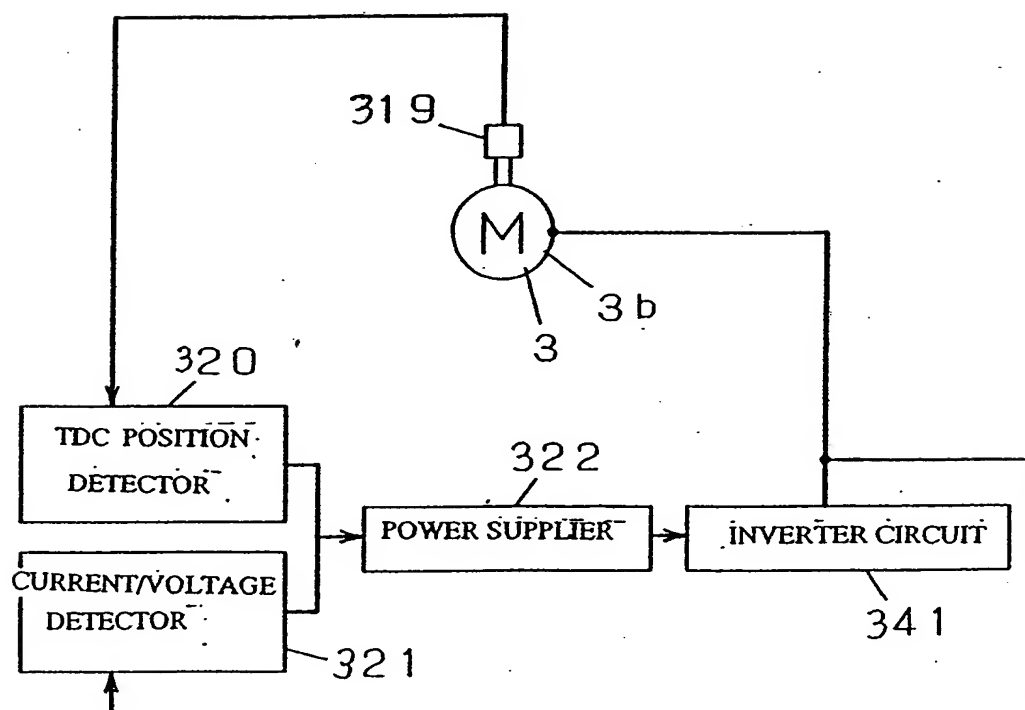 319
M
3b
3
320
TDC POSITION
DETECTOR
322
POWER SUPPLIER
INVERTER CIRCUIT
CURRENT/VOLTAGE
DETECTOR
321
341